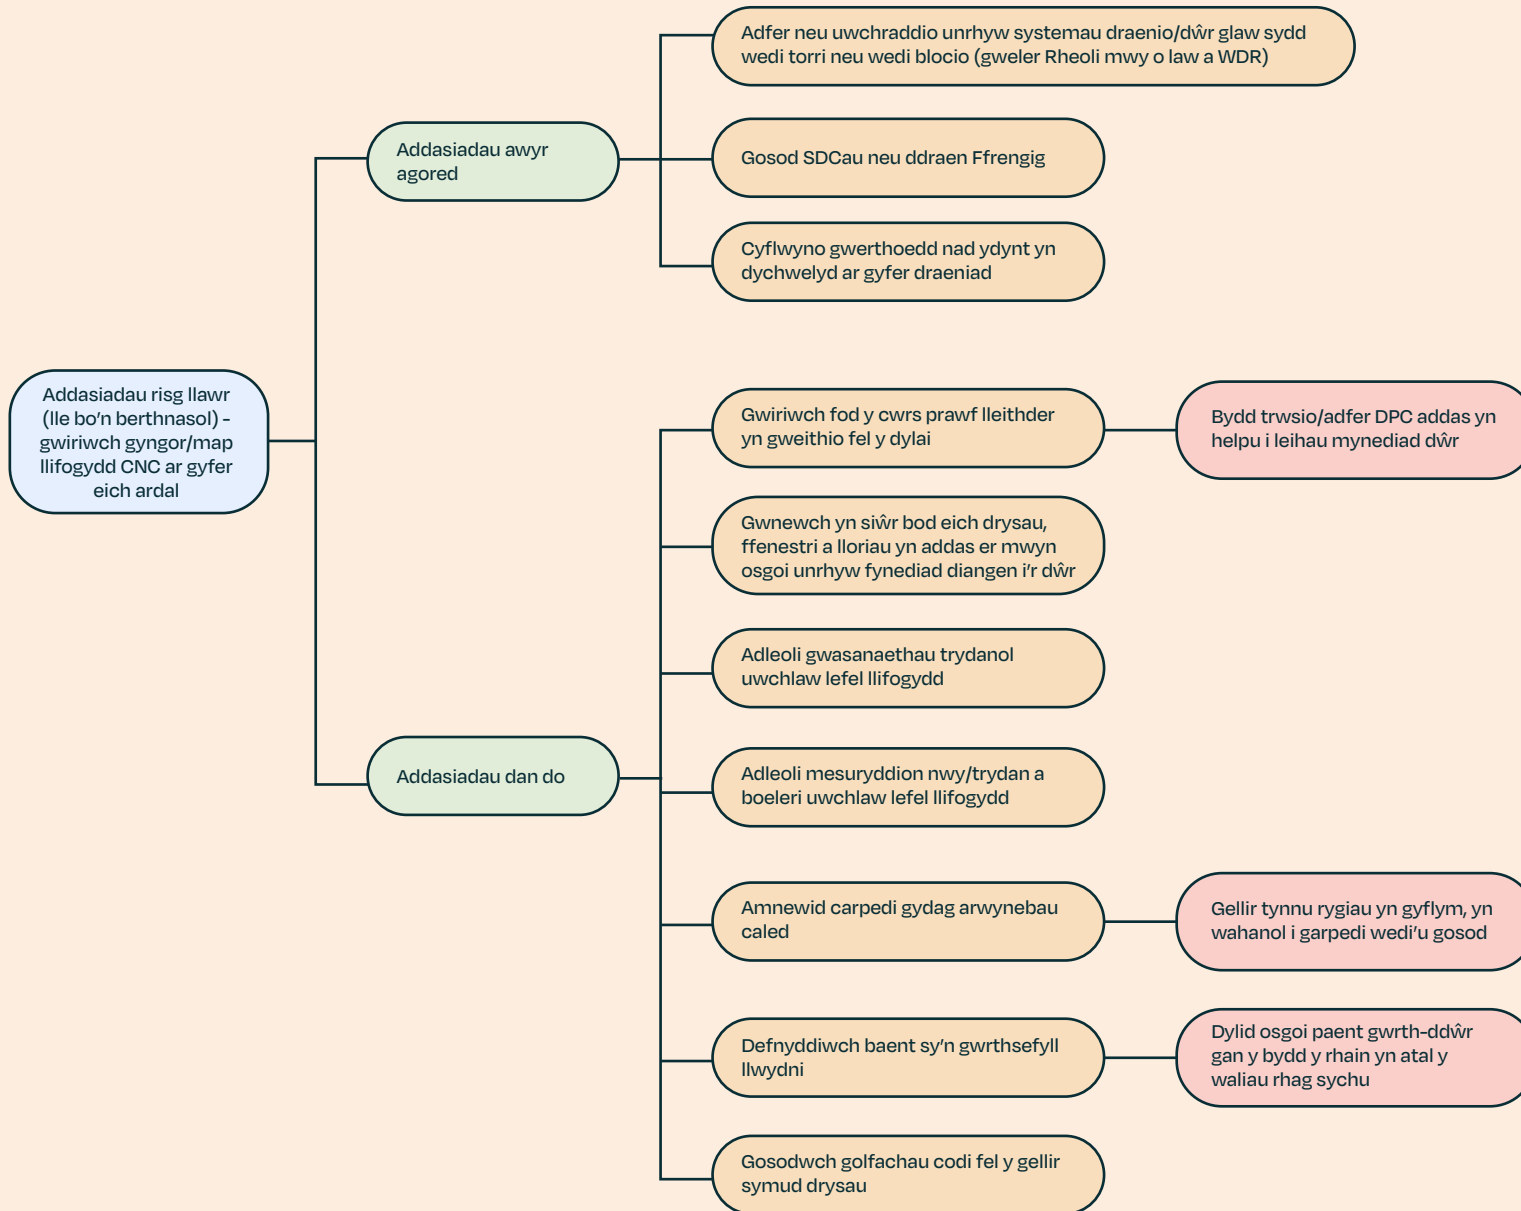 Addasiadau risg llawr
(lle bo'n berthnasol) -
gwiriwch gyngor/map
llifogydd CNC ar gyfer
eich ardal
Addasiadau awyr
agored
Adfer neu uwchraddio unrhyw systemau draenio/dŵr glaw sydd
wedi torri neu wedi blocio (gweler Rheoli mwy o law a WDR)
Gosod SDCau neu ddraen Ffrengig
Cyflwyno gwerthoedd nad ydynt yn
dychwelyd ar gyfer draeniad
Addasiadau dan do
Gwiriwch fod y cwrs prawf lleithder
yn gweithio fel y dylai
Bydd trwsio/adfer DPC addas yn
helpu i leihau mynediad dŵr
Gwnewch yn siŵr bod eich drysau,
ffenestri a lloriau yn addas er mwyn
osgoi unrhyw fynediad diangen i'r dŵr
Adleoli gwasanaethau trydanol
uwchlaw lefel llifogydd
Adleoli mesuryddion nwy/trydan a
boeleri uwchlaw lefel llifogydd
Amnewid carpedi gydag arwynebau
caled
Gellir tynnu rygiau yn gyflym, yn
wahanol i garpedi wedi'u gosod
Defnyddiwch baent sy'n gwrthsefyll
llwydni
Dylid osgoi paent gwrth-ddŵr
gan y bydd y rhain yn atal y
waliau rhag sychu
Gosodwch golfachau codi fel y gellir
symud drysau